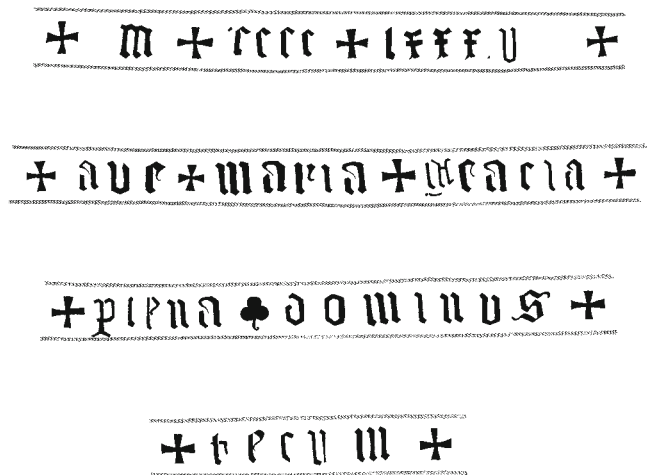 ✠ m ✠ cccc ✠ lxxx.v ✠
✠ ave ✠ maria ✠ gracia ✠
✠ plena ♣ dominus ✠
✠ tecum ✠